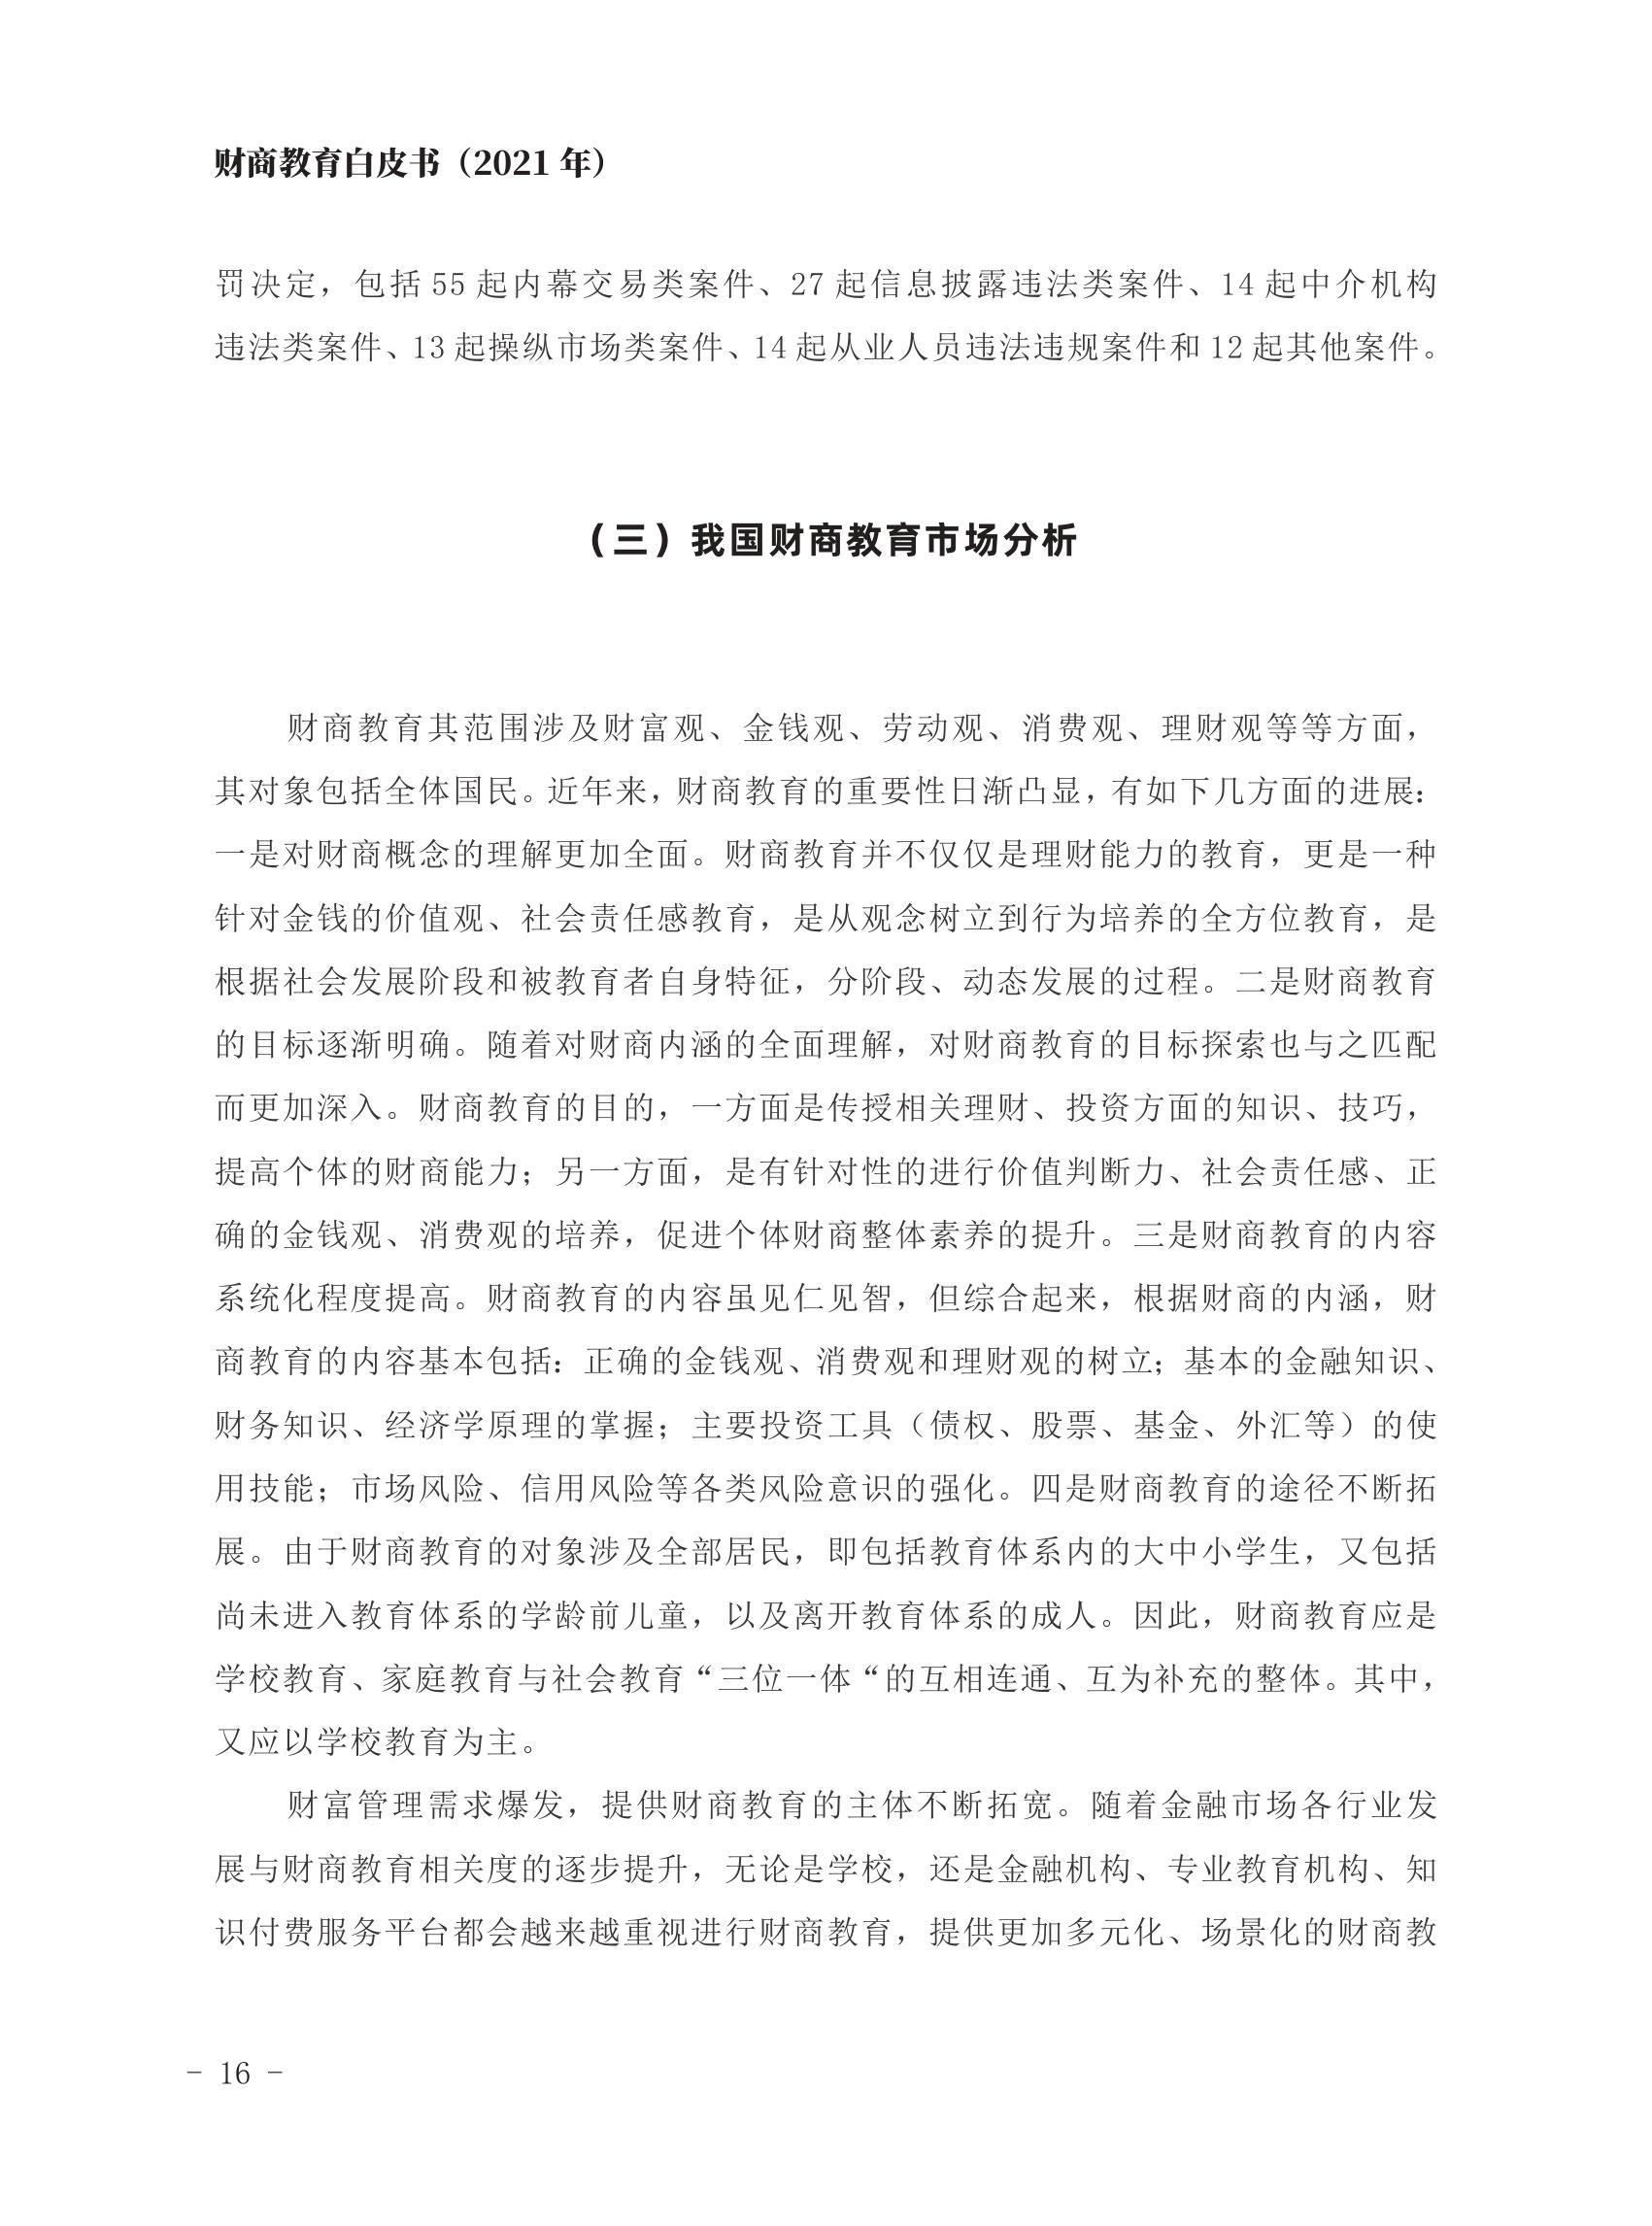 财商教育白皮书（2021 年）
罚决定，包括 55 起内幕交易类案件、27 起信息披露违法类案件、14 起中介机构
违法类案件、13 起操纵市场类案件、14 起从业人员违法违规案件和 12 起其他案件。
（三）我国财商教育市场分析
财商教育其范围涉及财富观、金钱观、劳动观、消费观、理财观等等方面，
其对象包括全体国民。近年来，财商教育的重要性日渐凸显，有如下几方面的进展：
一是对财商概念的理解更加全面。财商教育并不仅仅是理财能力的教育，更是一种
针对金钱的价值观、社会责任感教育，是从观念树立到行为培养的全方位教育，是
根据社会发展阶段和被教育者自身特征，分阶段、动态发展的过程。二是财商教育
的目标逐渐明确。随着对财商内涵的全面理解，对财商教育的目标探索也与之匹配
而更加深入。财商教育的目的，一方面是传授相关理财、投资方面的知识、技巧，
提高个体的财商能力；另一方面，是有针对性的进行价值判断力、社会责任感、正
确的金钱观、消费观的培养，促进个体财商整体素养的提升。三是财商教育的内容
系统化程度提高。财商教育的内容虽见仁见智，但综合起来，根据财商的内涵，财
商教育的内容基本包括：正确的金钱观、消费观和理财观的树立；基本的金融知识、
财务知识、经济学原理的掌握；主要投资工具（债权、股票、基金、外汇等）的使
用技能；市场风险、信用风险等各类风险意识的强化。四是财商教育的途径不断拓
展。由于财商教育的对象涉及全部居民，即包括教育体系内的大中小学生，又包括
尚未进入教育体系的学龄前儿童，以及离开教育体系的成人。因此，财商教育应是
学校教育、家庭教育与社会教育“三位一体“的互相连通、互为补充的整体。其中，
又应以学校教育为主。
财富管理需求爆发，提供财商教育的主体不断拓宽。随着金融市场各行业发
展与财商教育相关度的逐步提升，无论是学校，还是金融机构、专业教育机构、知
识付费服务平台都会越来越重视进行财商教育，提供更加多元化、场景化的财商教
- 16 -